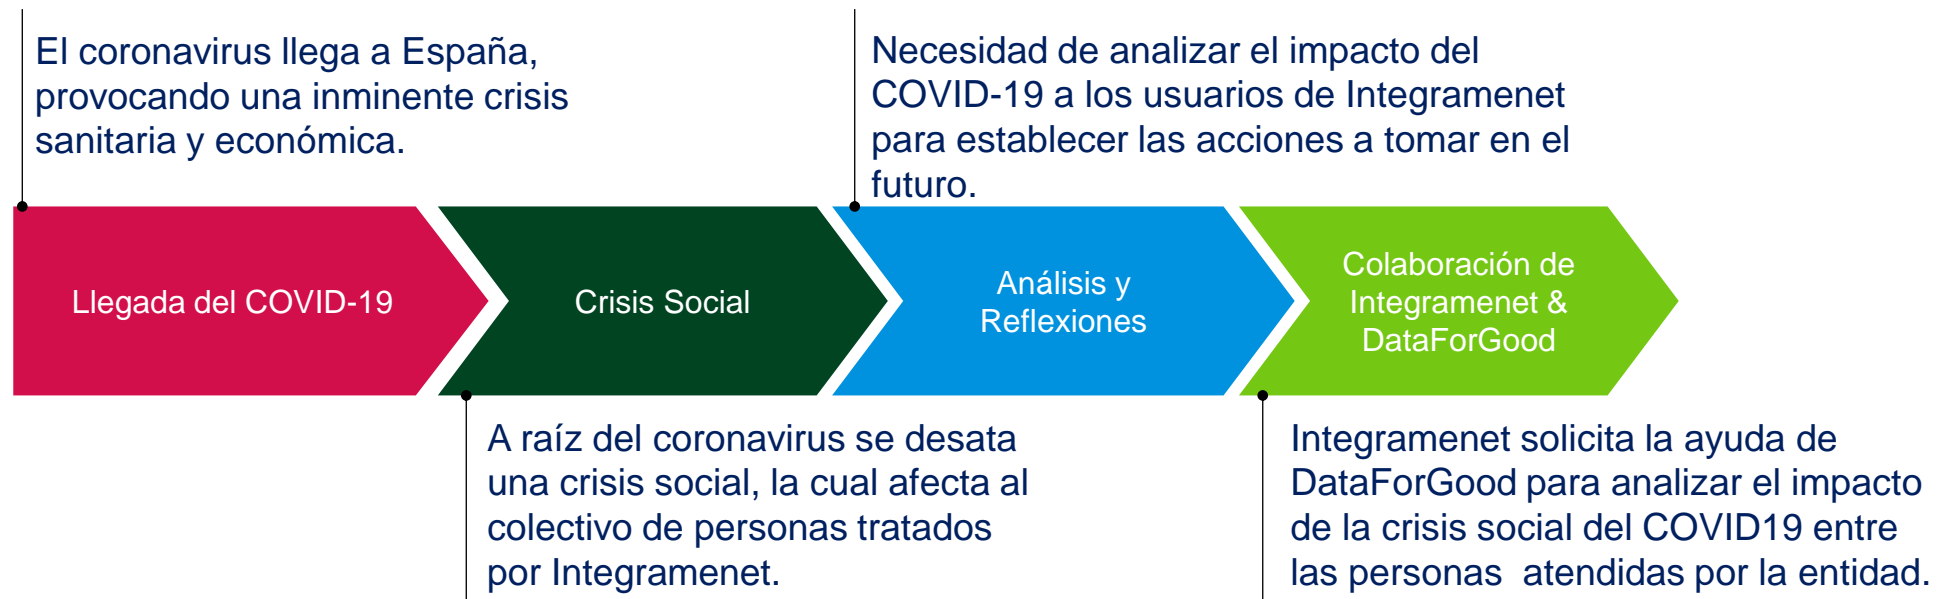 El coronavirus llega a España,
provocando una inminente crisis
sanitaria y económica.
Necesidad de analizar el impacto del
COVID-19 a los usuarios de Integramenet
para establecer las acciones a tomar en el
futuro.
Llegada del COVID-19
Crisis Social
Análisis y
Reflexiones
Colaboración de
Integramenet &
DataForGood
A raíz del coronavirus se desata
una crisis social, la cual afecta al
colectivo de personas tratados
por Integramenet.
Integramenet solicita la ayuda de
DataForGood para analizar el impacto
de la crisis social del COVID19 entre
las personas  atendidas por la entidad.